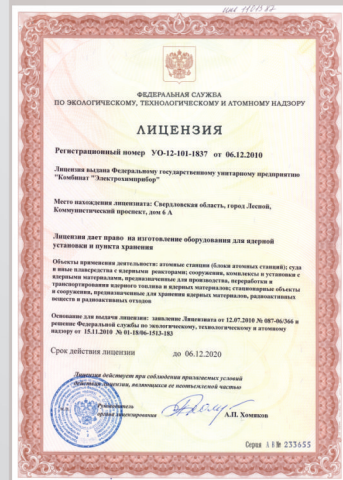 ФЕДЕРАЛЬНАЯ СЛУЖБА
ПО ЭКОЛОГИЧЕСКОМУ, ТЕХНОЛОГИЧЕСКОМУ И АТОМНОМУ НАДЗОРУ
ЛИЦЕНЗИЯ
Регистрационный номер УО-12-101-1837 от 06.12.2010
Лицензия выдана Федеральному государственному унитарному предприятию
"Комбинат "Электрохимприбор"
Место нахождения лицензиата: Свердловская область, город Лесной,
Коммунистический проспект, дом 6 А
Лицензия дает право на изготовление оборудования для ядерной
установки и пункта хранения
Объекты применения деятельности: атомные станции (блоки атомных станций); суда
и иные плавсредства с ядерными реакторами; сооружения, комплексы и установки с
ядерными материалами, предназначенные для производства, переработки и
транспортирования ядерного топлива и ядерных материалов; стационарные объекты
и сооружения, предназначенные для хранения ядерных материалов, радиоактивных
веществ и радиоактивных отходов
Основание для выдачи лицензии: заявление Лицензиата от 12.07.2010 № 087-06/366 и
решение Федеральной службы по экологическому, технологическому и атомному
надзору от 15.11.2010 № 01-18/06-1513-183
Срок действия лицензии до 06.12.2020
Лицензия действует при соблюдении прилагаемых условий
действия лицензии, являющихся ее неотъемлемой частью
Руководитель
органа лицензирования А.П. Хомяков
Серия А В № 233655